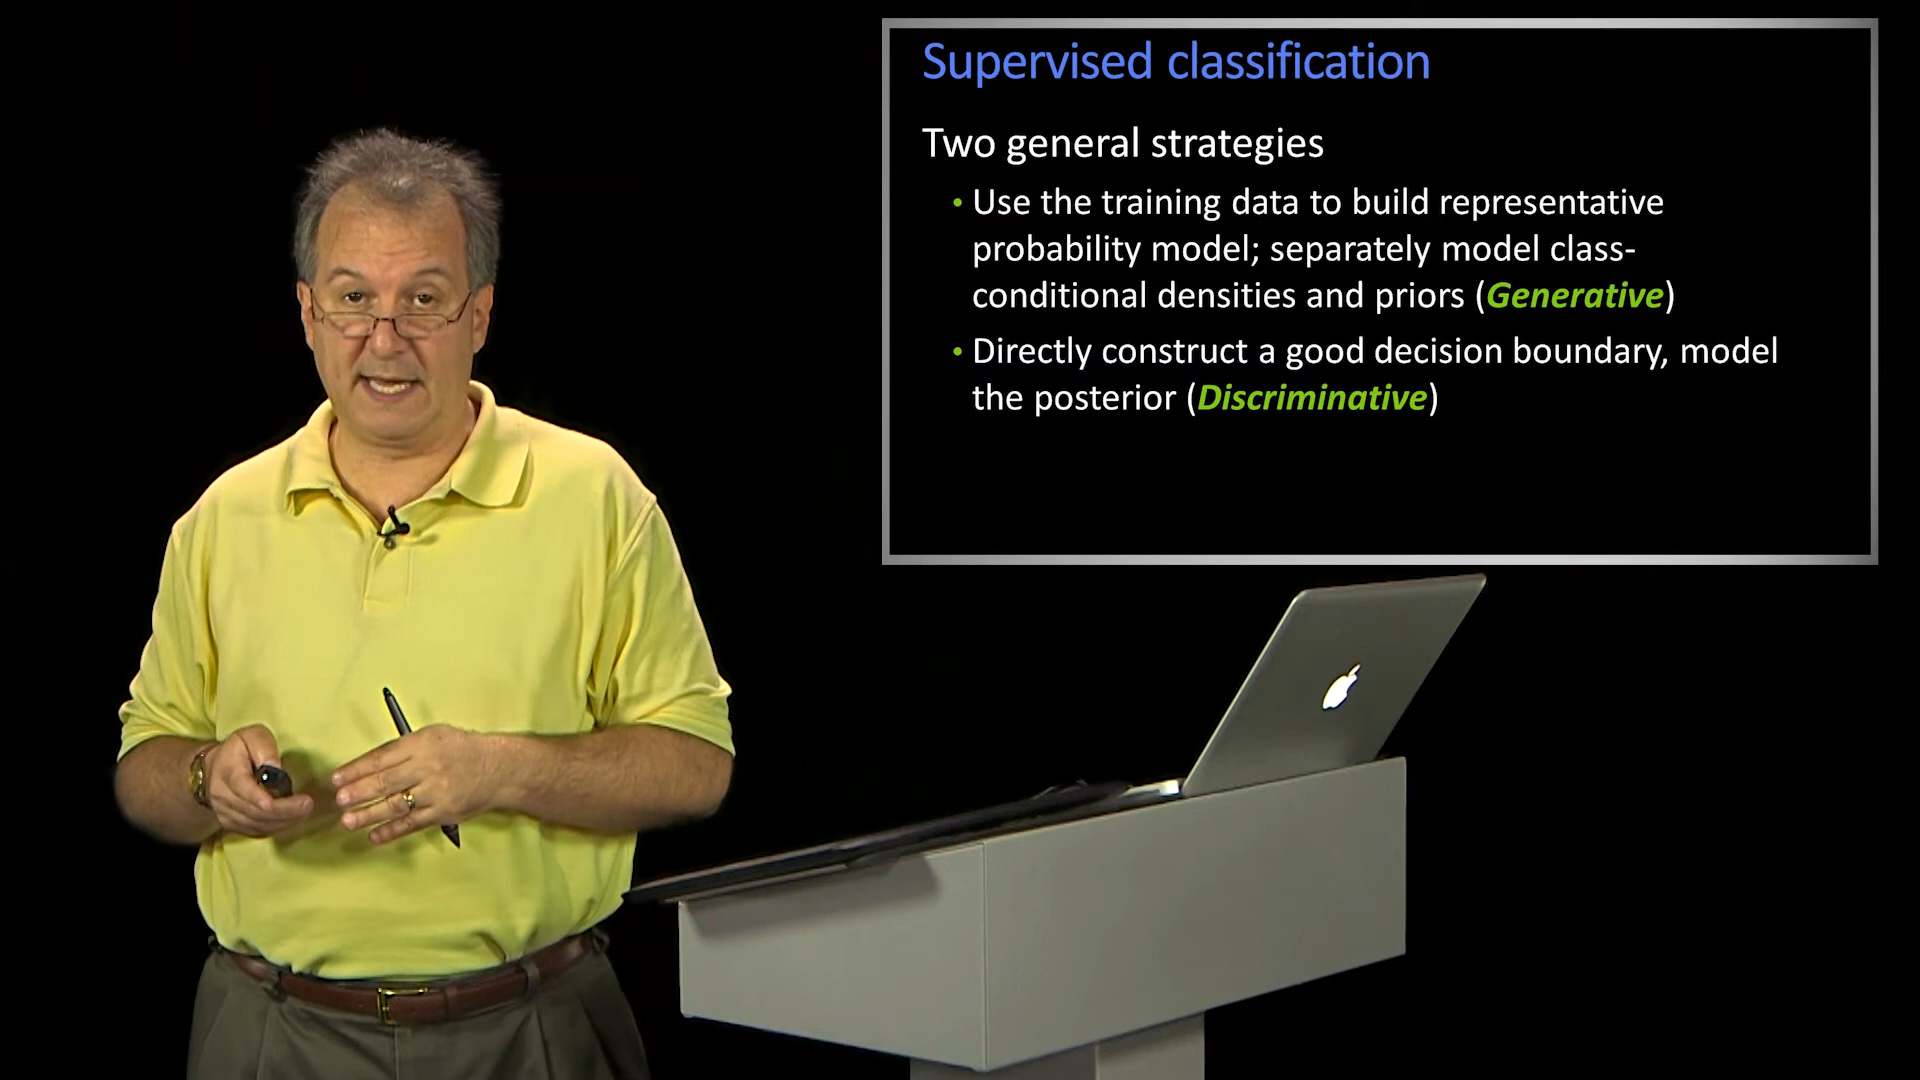 Supervised classification
Two general strategies
• Use the training data to build representative
probability model; separately model class-
conditional densities and priors (Generative)
• Directly construct a good decision boundary, model
the posterior (Discriminative)